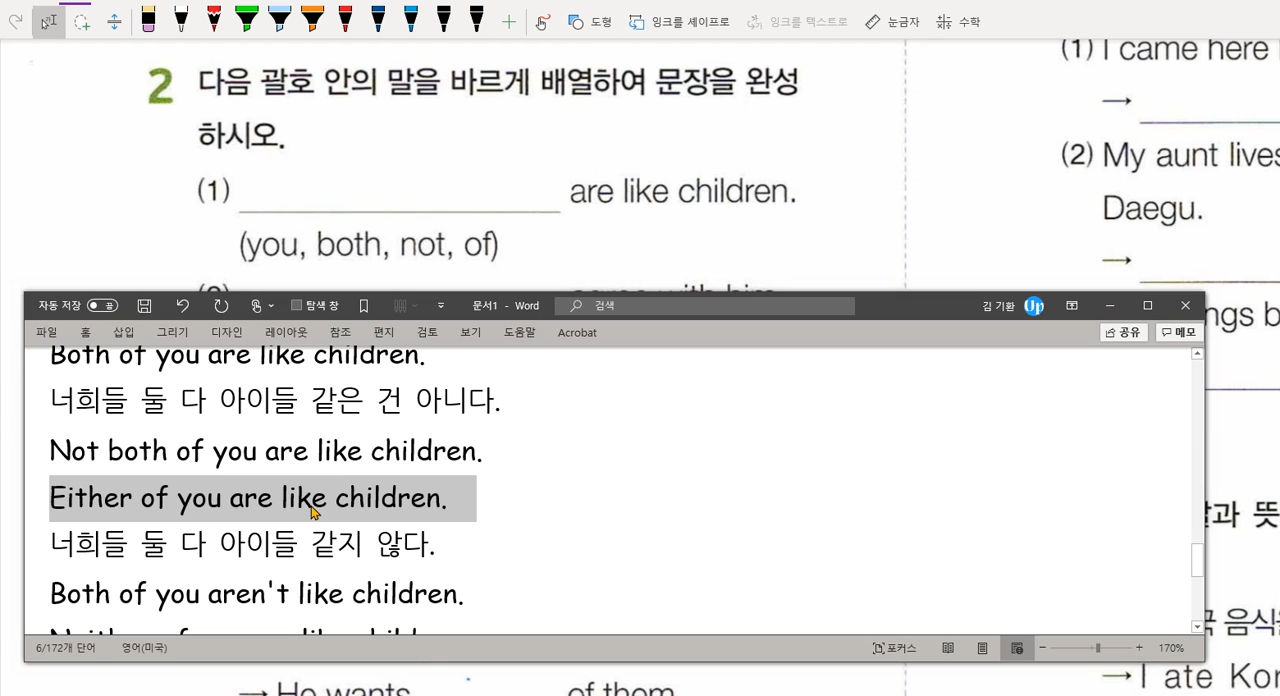 도형
잉크를 셰이프로
잉크를 텍스트로
눈금자
수학
2 다음 괄호 안의 말을 바르게 배열하여 문장을 완성
하시오.
(1) are like children.
(you, both, not, of)
(1) I came here
→
(2) My aunt lives
Daegu.
→
자동 저장 끔
탐색 창
문서1 - Word
검색
김 기환
파일 홈 삽입 그리기 디자인 레이아웃 참조 편지 검토 보기 도움말 Acrobat
공유 메모
Both of you are like children.
너희들 둘 다 아이들 같은 건 아니다.
Not both of you are like children.
Either of you are like children.
너희들 둘 다 아이들 같지 않다.
Both of you aren't like children.
6/172개 단어 영어(미국)
포커스
170%
→ He wants of them
→ I ate Kor